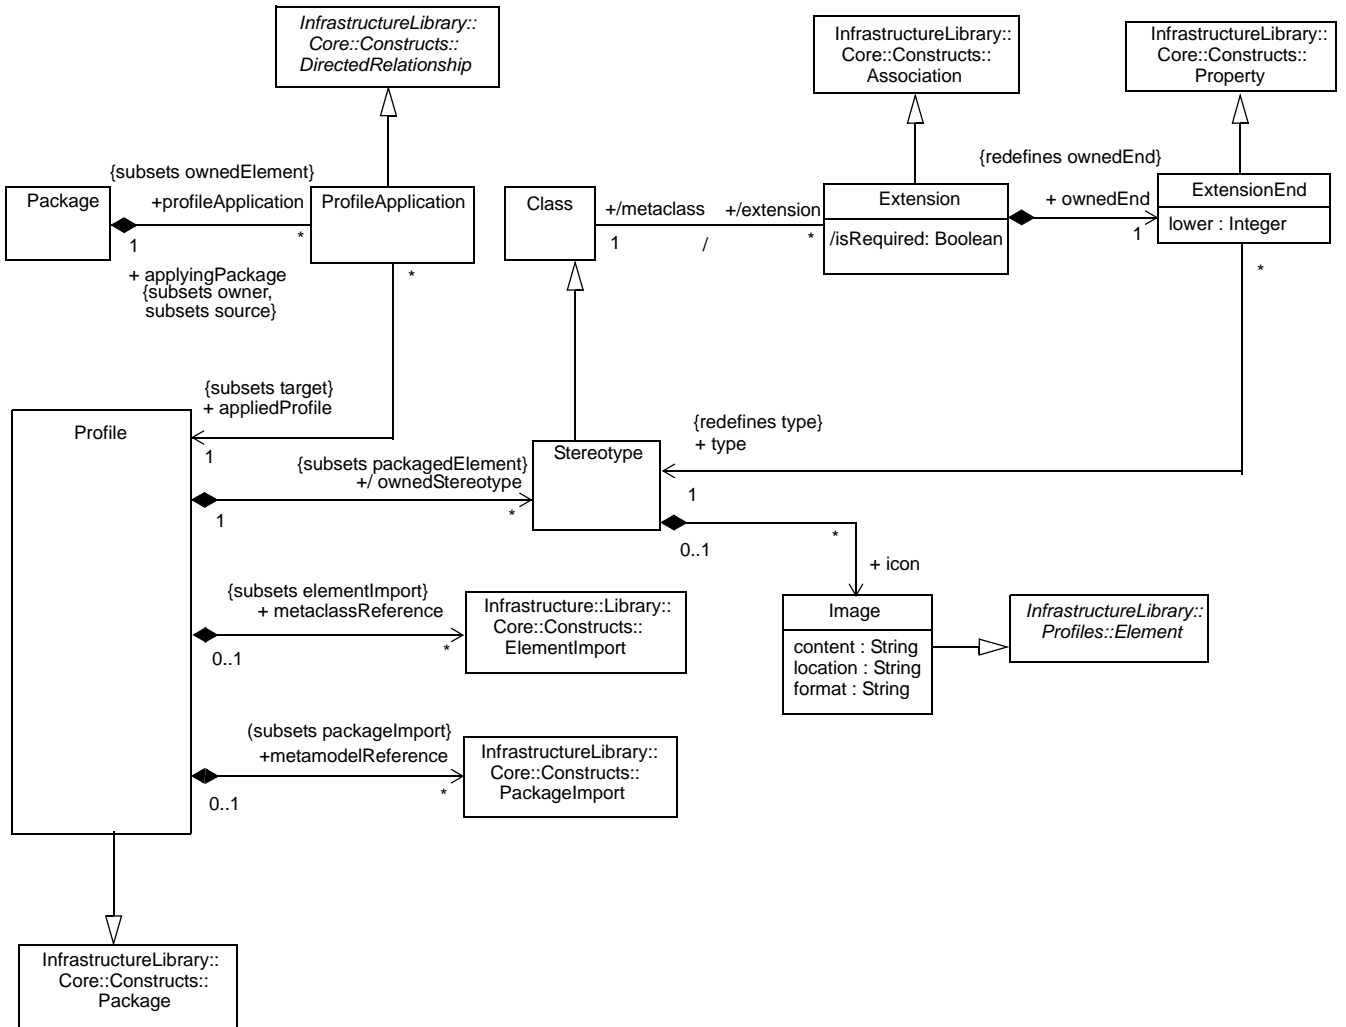 InfrastructureLibrary::
Core::Constructs::
DirectedRelationship
InfrastructureLibrary::
Core::Constructs::
Association
InfrastructureLibrary::
Core::Constructs::
Property
{subsets ownedElement}
Package
+profileApplication
1
*
+ applyingPackage
{subsets owner,
subsets source}
ProfileApplication
*
Class
+/metaclass
+/extension
1
/
*
Extension
/isRequired: Boolean
{redefines ownedEnd}
+ ownedEnd
1
ExtensionEnd
lower : Integer
*
{subsets target}
+ appliedProfile
1
Profile
{subsets packagedElement}
+/ ownedStereotype
1
*
Stereotype
{redefines type}
+ type
1
0..1
*
+ icon
{subsets elementImport}
+ metaclassReference
0..1
*
Infrastructure::Library::
Core::Constructs::
ElementImport
Image
content : String
location : String
format : String
InfrastructureLibrary::
Profiles::Element
(subsets packageImport}
+metamodelReference
0..1
*
InfrastructureLibrary::
Core::Constructs::
PackageImport
InfrastructureLibrary::
Core::Constructs::
Package